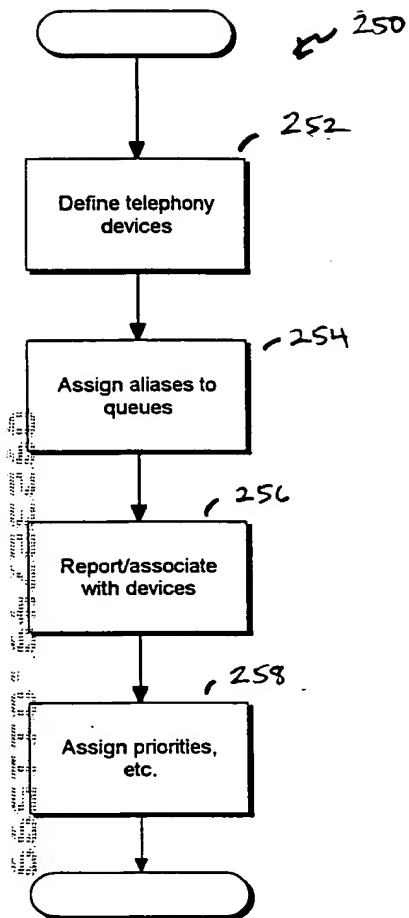 250
252
Define telephony
devices
254
Assign aliases to
queues
256
Report/associate
with devices
258
Assign priorities,
etc.